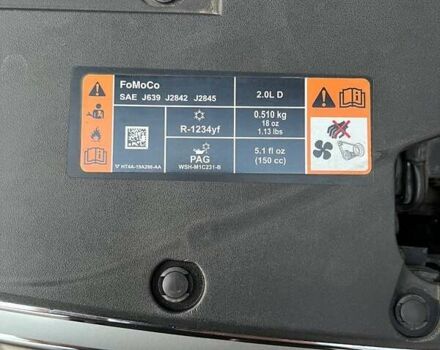 FoMoCo
SAE J639 J2842 J2845
2.0L D
R-1234yf
0.510 kg
18 oz
1.13 lbs
PAG
WSH-M1C231-B
5.1 fl oz
(150 cc)
HT4A-19A286-AA